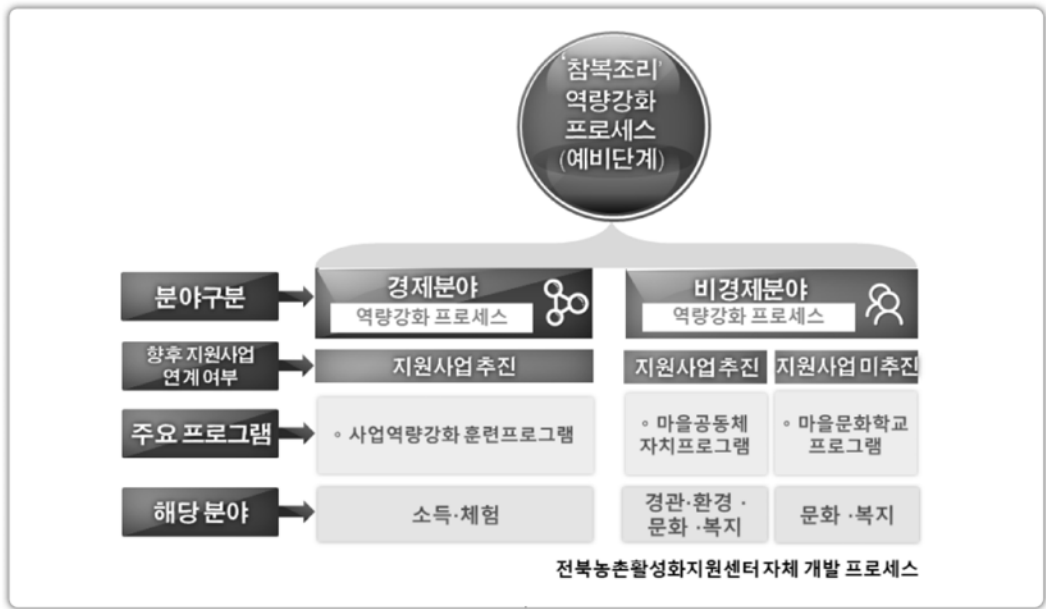 '참복조리'
역량강화
프로세스
(예비단계)
분야구분
경제분야
역량강화 프로세스
비경제분야
역량강화 프로세스
향후 지원사업
연계 여부
지원사업 추진
지원사업 추진
지원사업 미추진
주요 프로그램
◦ 사업역량강화 훈련프로그램
◦ 마을공동체
자치프로그램
◦ 마을문화학교
프로그램
해당 분야
소득·체험
경관·환경·
문화·복지
문화·복지
전북농촌활성화지원센터 자체 개발 프로세스